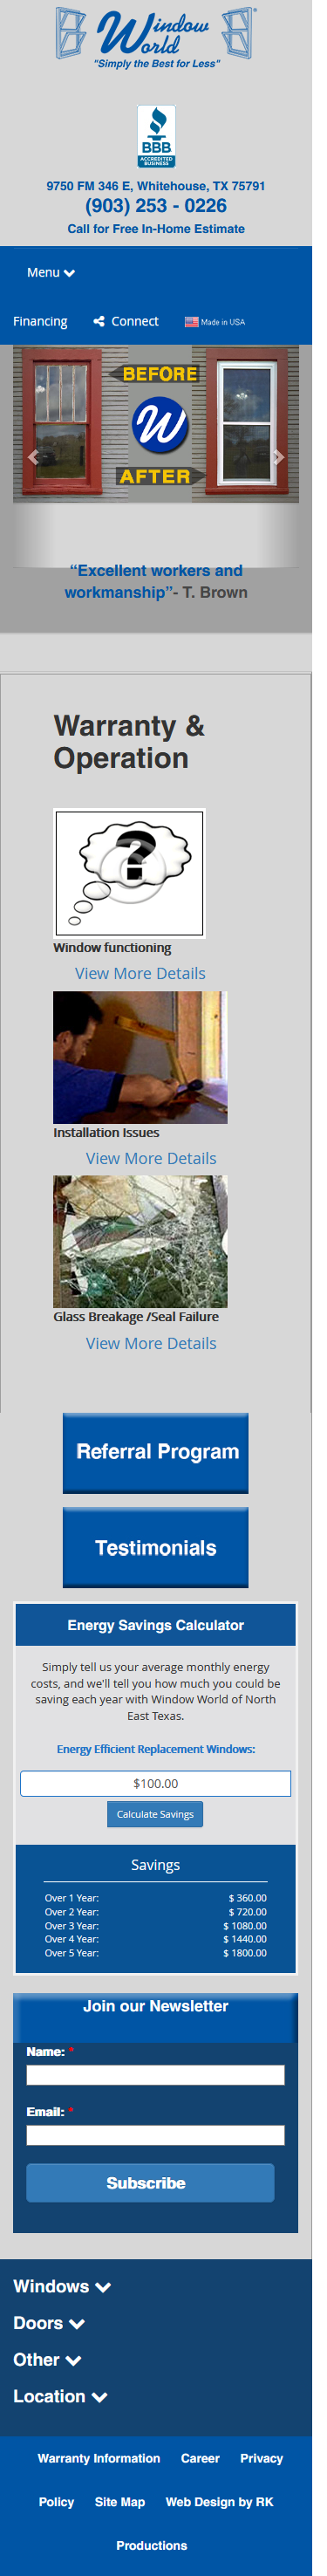 Window
World
"Simply the Best for Less"
BBB
ACCREDITED
BUSINESS
9750 FM 346 E, Whitehouse, TX 75791
(903) 253 - 0226
Call for Free In-Home Estimate
Menu
Financing Connect Made in USA
BEFORE
W
AFTER
“Excellent workers and
workmanship”- T. Brown
Warranty &
Operation
?
Window functioning
View More Details
Installation Issues
View More Details
Glass Breakage /Seal Failure
View More Details
Referral Program
Testimonials
Energy Savings Calculator
Simply tell us your average monthly energy
costs, and we'll tell you how much you could be
saving each year with Window World of North
East Texas.
Energy Efficient Replacement Windows:
$100.00
Calculate Savings
Savings
Over 1 Year: $ 360.00
Over 2 Year: $ 720.00
Over 3 Year: $ 1080.00
Over 4 Year: $ 1440.00
Over 5 Year: $ 1800.00
Join our Newsletter
Name: *
Email: *
Subscribe
Windows
Doors
Other
Location
Warranty Information Career Privacy
Policy Site Map Web Design by RK
Productions